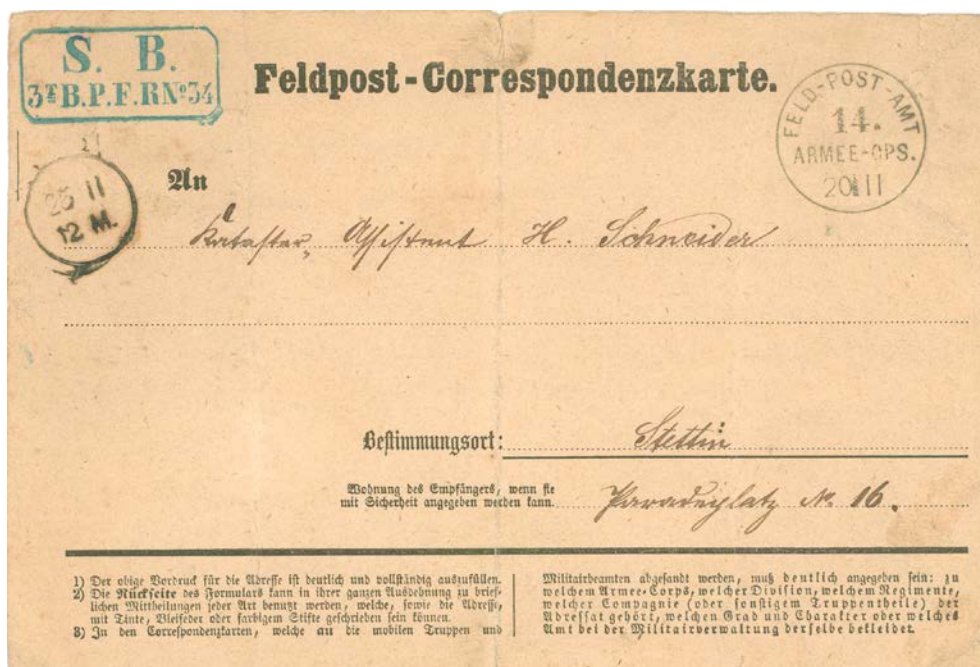 S. B.
3ᵗB.P.F.RNo34
Feldpost-Correspondenzkarte.
FELD-POST-AMT
14.
ARMEE-CPS.
20 II
An
25 II
12 M.
Kataster, Assistent H. Schneider
Bestimmungsort: Stettin
Wohnung des Empfängers, wenn sie
mit Sicherheit angegeben werden kann. Paradeplatz No 16.
1) Der obige Vordruck für die Adresse ist deutlich und vollständig auszufüllen.
2) Die Rückseite des Formulars kann in ihrer ganzen Ausdehnung zu brief-
lichen Mittheilungen jeder Art benutzt werden, welche, sowie die Adresse,
mit Tinte, Bleifeder oder farbigem Stifte geschrieben sein können.
3) In den Correspondenzkarten, welche an die mobilen Truppen und
Militairbeamten abgesandt werden, muß deutlich angegeben sein: zu
welchem Armee-Corps, welcher Division, welchem Regimente,
welcher Compagnie (oder sonstigem Truppentheile) der
Adressat gehört, welchen Grad und Charakter oder welches
Amt bei der Militairverwaltung derselbe bekleidet.